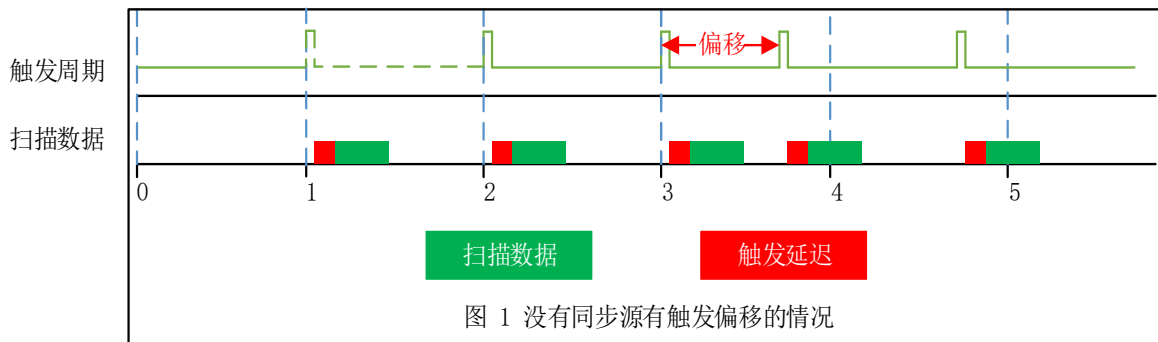 触发周期
偏移
扫描数据
0 1 2 3 4 5
扫描数据 触发延迟
图 1 没有同步源有触发偏移的情况